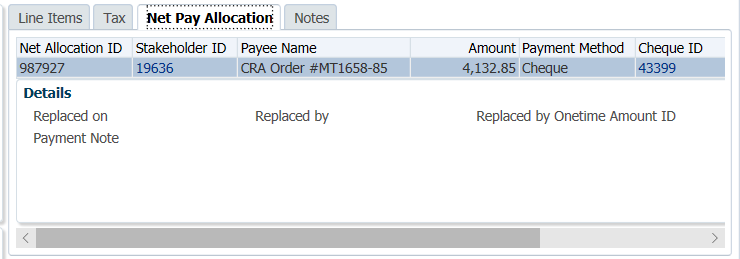 Line Items Tax Net Pay Allocation Notes
Net Allocation ID Stakeholder ID Payee Name Amount Payment Method Cheque ID
987927 19636 CRA Order #MT1658-85 4,132.85 Cheque 43399
Details
Replaced on Replaced by Replaced by Onetime Amount ID
Payment Note